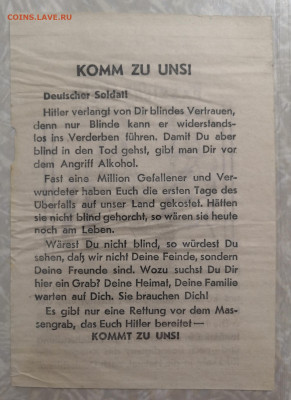 COINS.LAVE.RU
KOMM ZU UNS!
Deutscher Soldat!
Hitler verlangt von Dir blindes Vertrauen,
denn nur Blinde kann er widerstands-
los ins Verderben führen. Damit Du aber
blind in den Tod gehst, gibt man Dir vor
dem Angriff Alkohol.
Fast eine Million Gefallener und Ver-
wundeter haben Euch die ersten Tage des
Überfalls auf unser Land gekostet. Hätten
sie nicht blind gehorcht, so wären sie heute
noch am Leben.
Wärest Du nicht blind, so würdest Du
sehen, daß wir nicht Deine Feinde, sondern
Deine Freunde sind. Wozu suchst Du Dir
hier ein Grab? Deine Heimat, Deine Familie
warten auf Dich. Sie brauchen Dich!
Es gibt nur eine Rettung vor dem Mas-
sengrab, das Euch Hitler bereitet—
KOMMT ZU UNS!